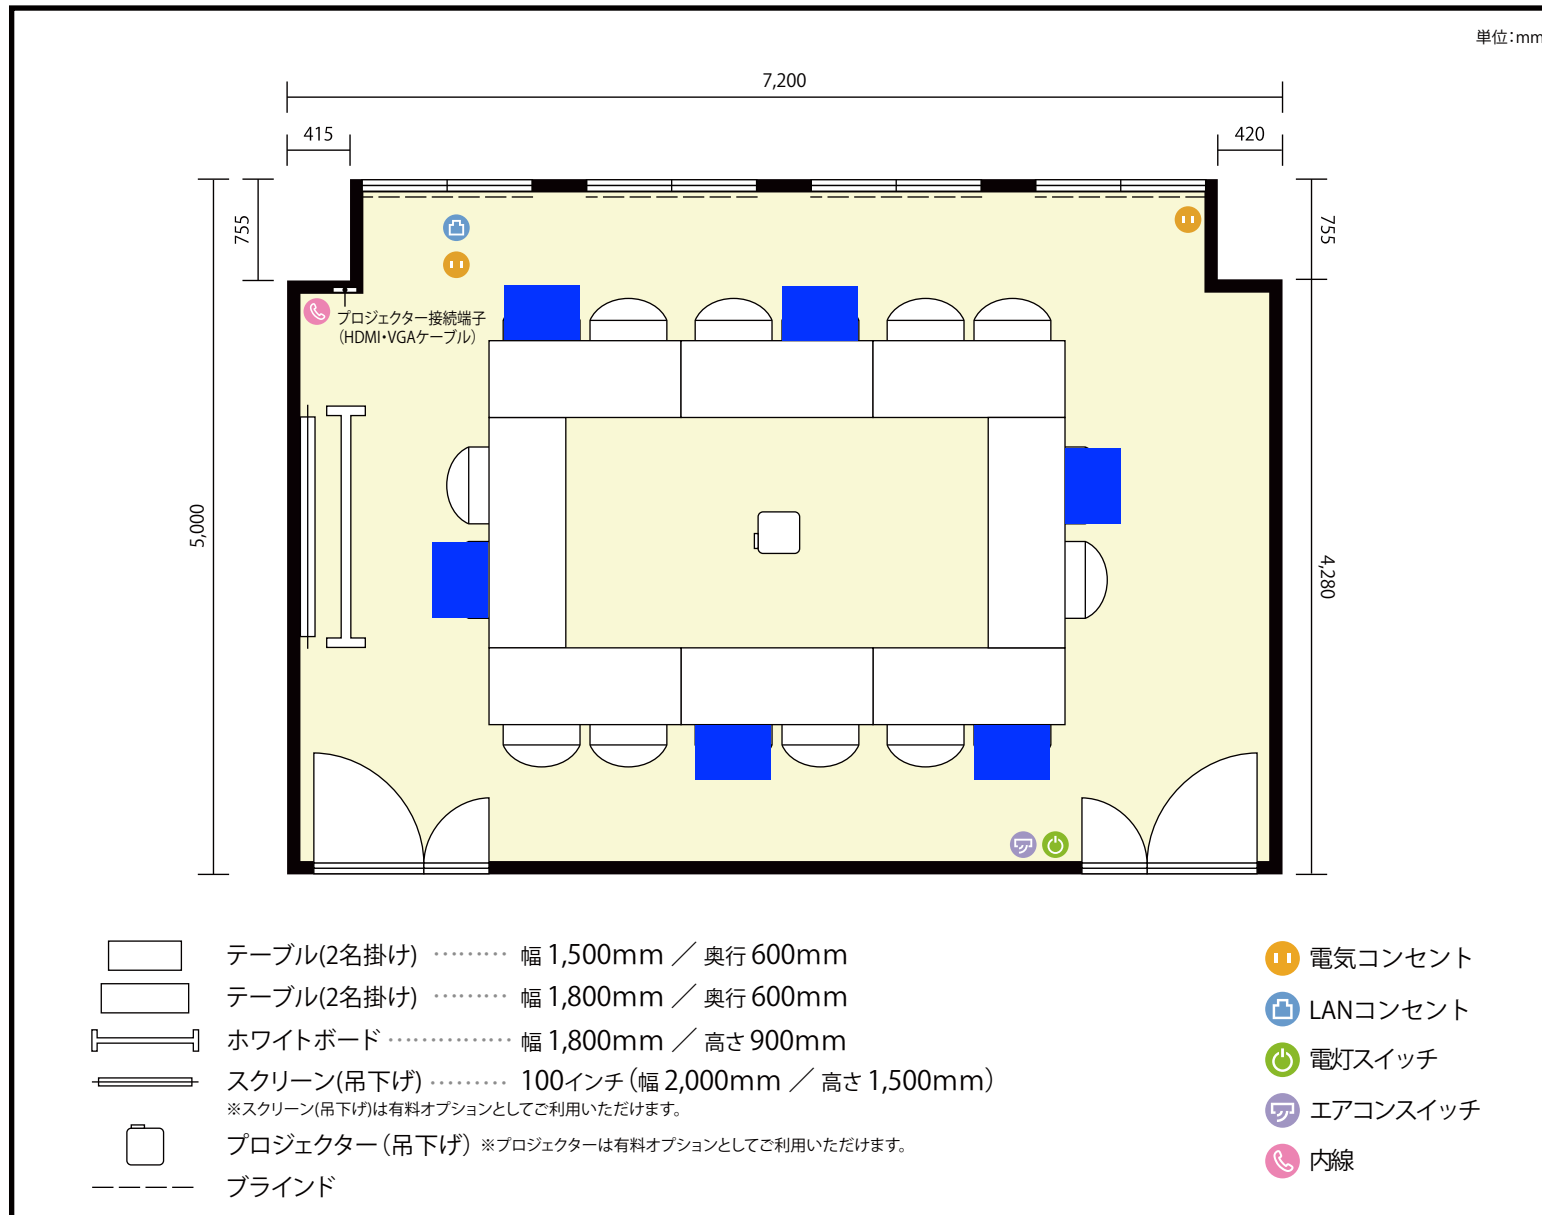 単位：mm
7,200
415
420
755
755
プロジェクター接続端子
（HDMI・VGAケーブル）
5,000
4,280
テーブル(2名掛け) ……… 幅 1,500mm ／ 奥行 600mm
テーブル(2名掛け) ……… 幅 1,800mm ／ 奥行 600mm
ホワイトボード …………… 幅 1,800mm ／ 高さ 900mm
スクリーン(吊下げ) ……… 100インチ（幅 2,000mm ／ 高さ 1,500mm）
※スクリーン(吊下げ)は有料オプションとしてご利用いただけます。
プロジェクター（吊下げ） ※プロジェクターは有料オプションとしてご利用いただけます。
ブラインド
電気コンセント
LANコンセント
電灯スイッチ
エアコンスイッチ
内線